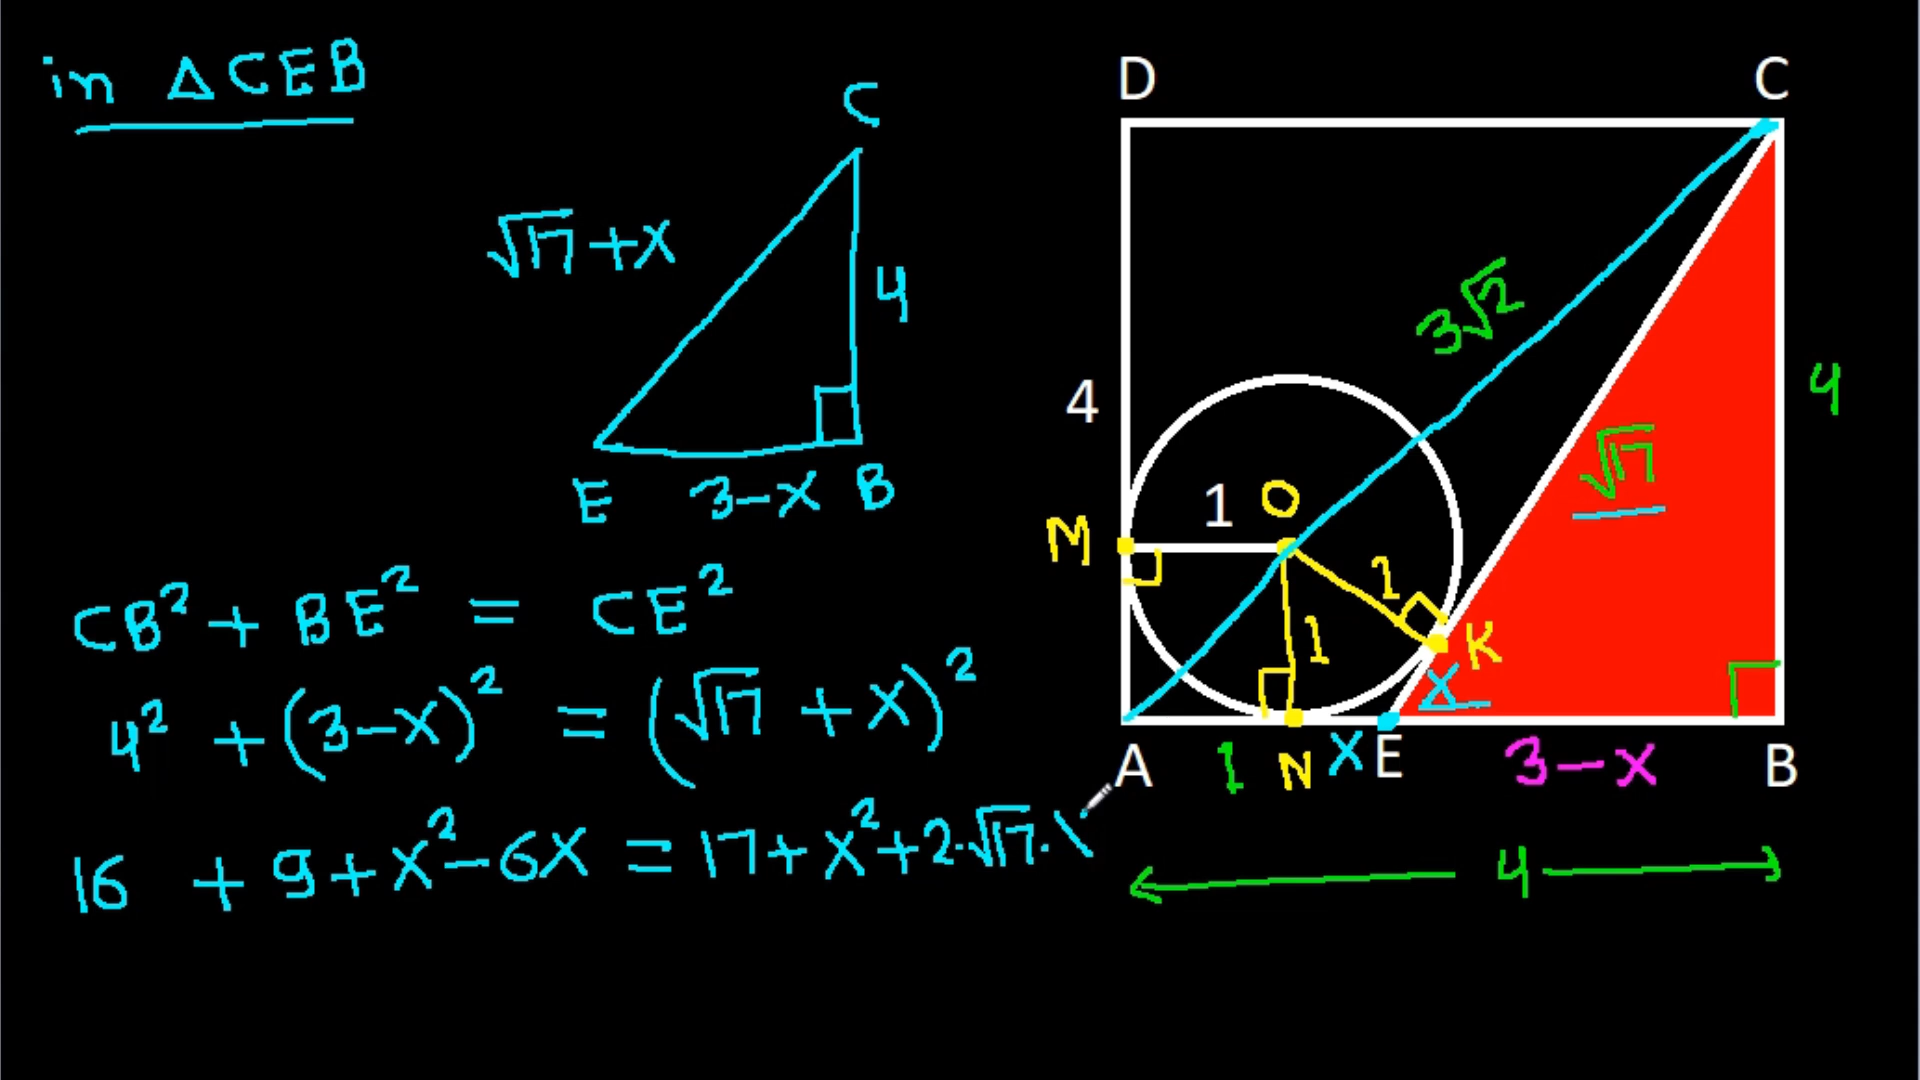 in △CEB
C
√17 + x
4
E 3-x B
CB² + BE² = CE²
4² + (3-x)² = (√17 + x)²
16 + 9 + x² - 6x = 17 + x² + 2·√17·
D C
3√2
4
4
√17
1 O
M
1
1
K
x
A 1 N x E 3-x B
4